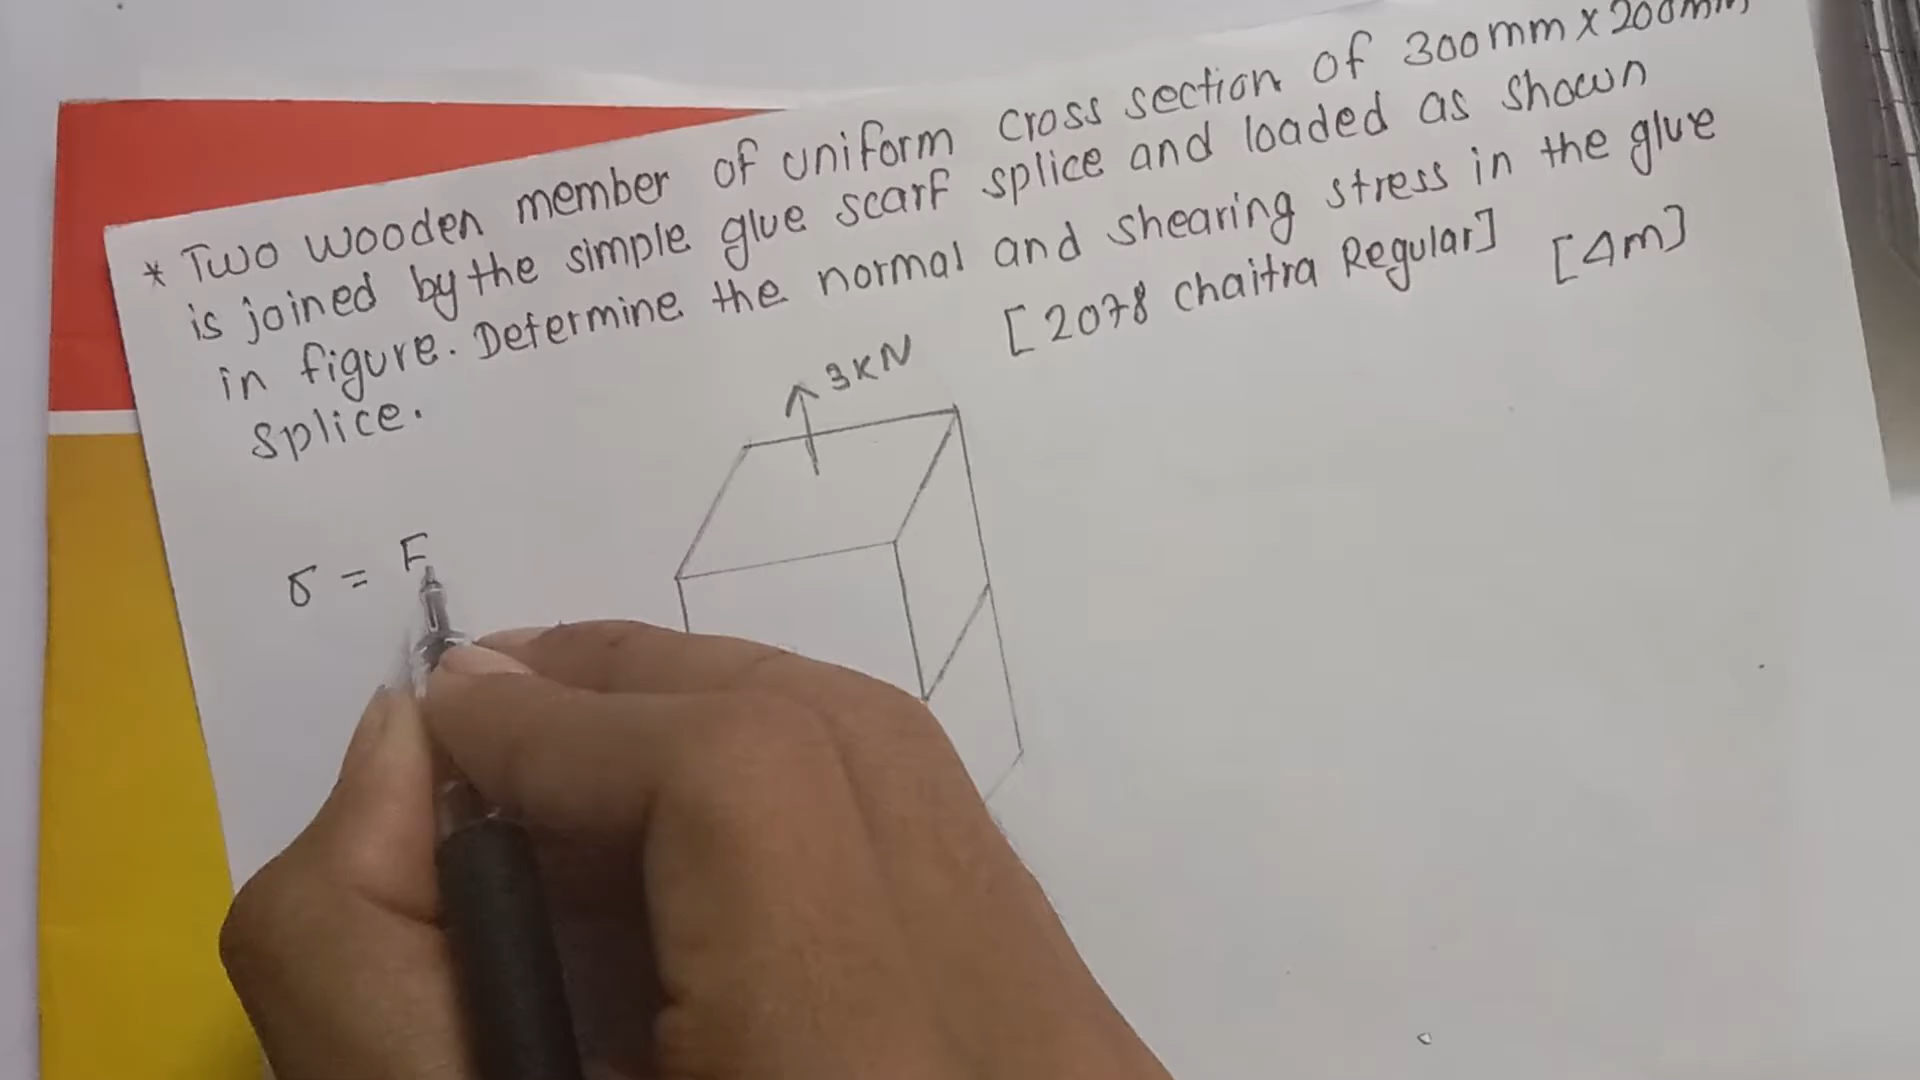 * Two wooden member of uniform cross section of 300mm x 200mm
is joined by the simple glue scarf splice and loaded as shown
in figure. Determine the normal and shearing stress in the glue
splice.
[2078 Chaitra Regular] [4m]
3KN
σ = F